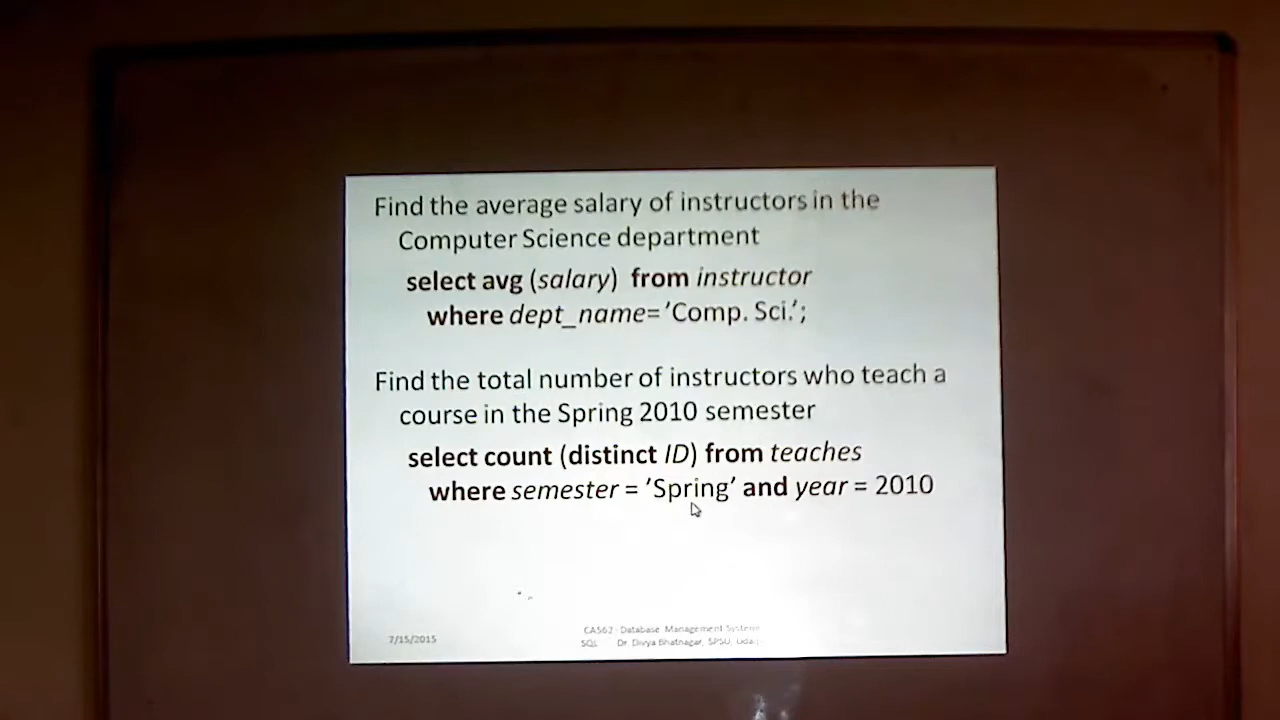 Find the average salary of instructors in the
Computer Science department
select avg (salary) from instructor
where dept_name= ’Comp. Sci.’;
Find the total number of instructors who teach a
course in the Spring 2010 semester
select count (distinct ID) from teaches
where semester = ’Spring’ and year = 2010
7/15/2015
CA562 - Database Management Systems
SQL Dr. Divya Bhatnagar, SPSU,